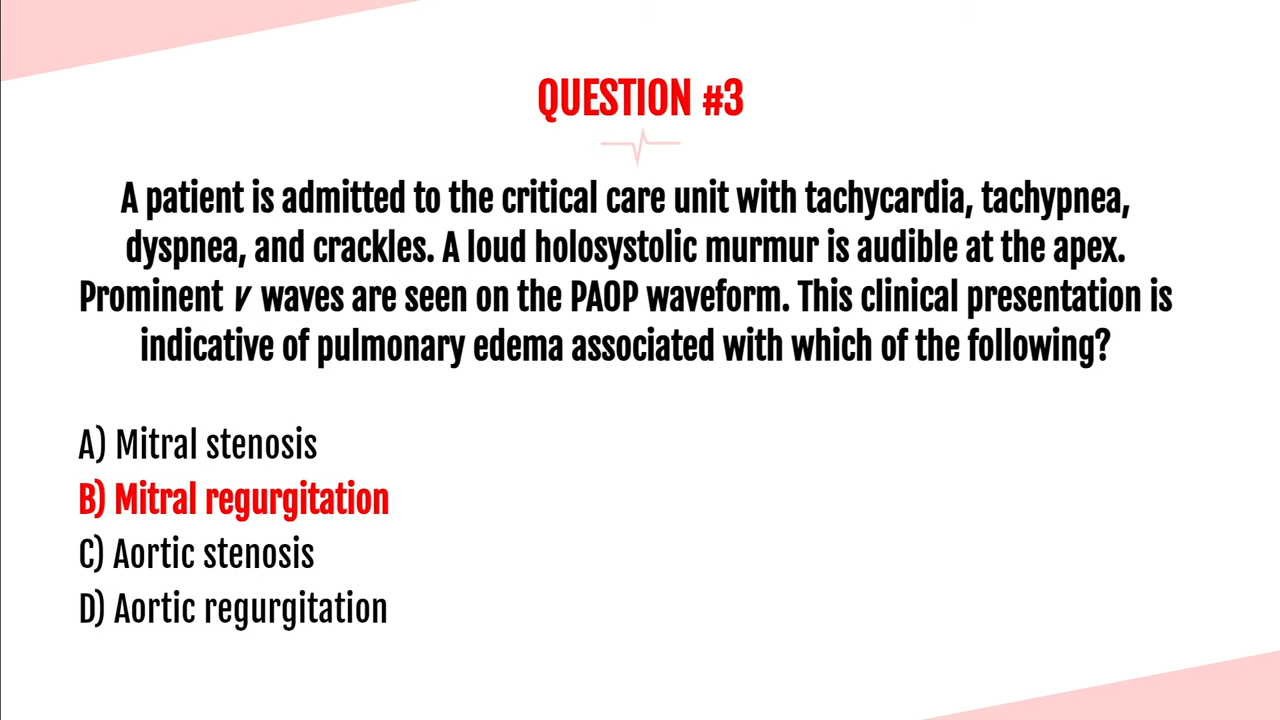 QUESTION #3
A patient is admitted to the critical care unit with tachycardia, tachypnea,
dyspnea, and crackles. A loud holosystolic murmur is audible at the apex.
Prominent v waves are seen on the PAOP waveform. This clinical presentation is
indicative of pulmonary edema associated with which of the following?
A) Mitral stenosis
B) Mitral regurgitation
C) Aortic stenosis
D) Aortic regurgitation